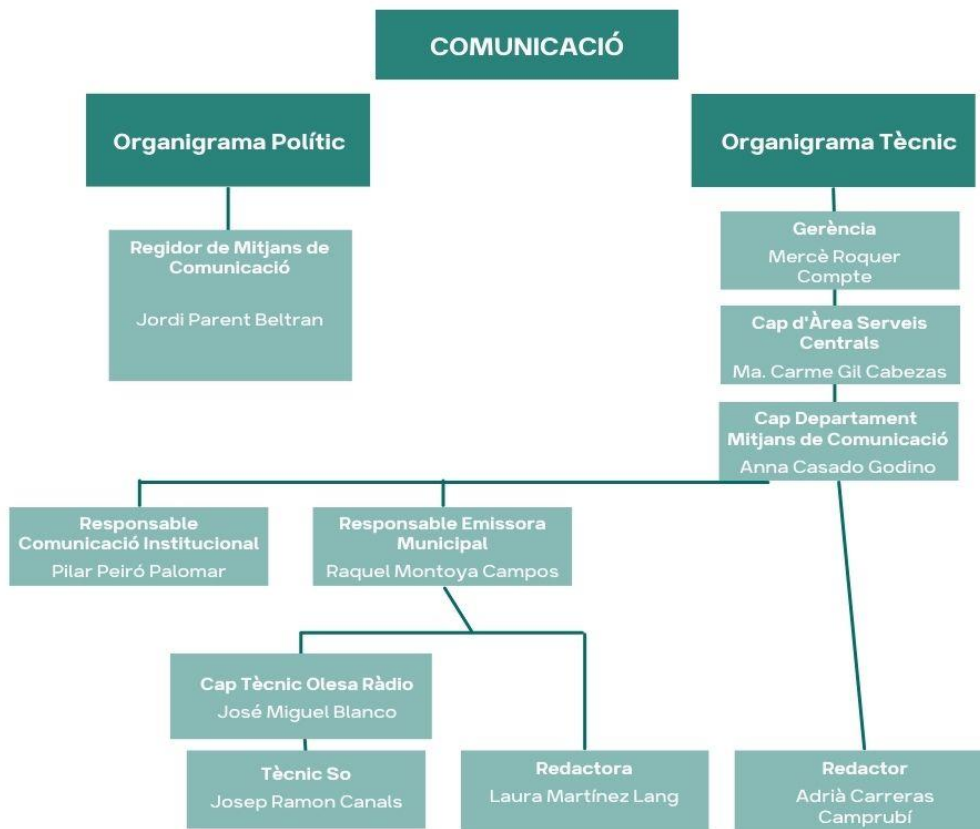 COMUNICACIÓ
Organigrama Polític
Organigrama Tècnic
Regidor de Mitjans de
Comunicació
Jordi Parent Beltran
Gerència
Mercè Roquer
Compte
Cap d'Àrea Serveis
Centrals
Ma. Carme Gil Cabezas
Cap Departament
Mitjans de Comunicació
Anna Casado Godino
Responsable
Comunicació Institucional
Pilar Peiró Palomar
Responsable Emissora
Municipal
Raquel Montoya Campos
Cap Tècnic Olesa Ràdio
José Miguel Blanco
Tècnic So
Josep Ramon Canals
Redactora
Laura Martínez Lang
Redactor
Adrià Carreras
Camprubí